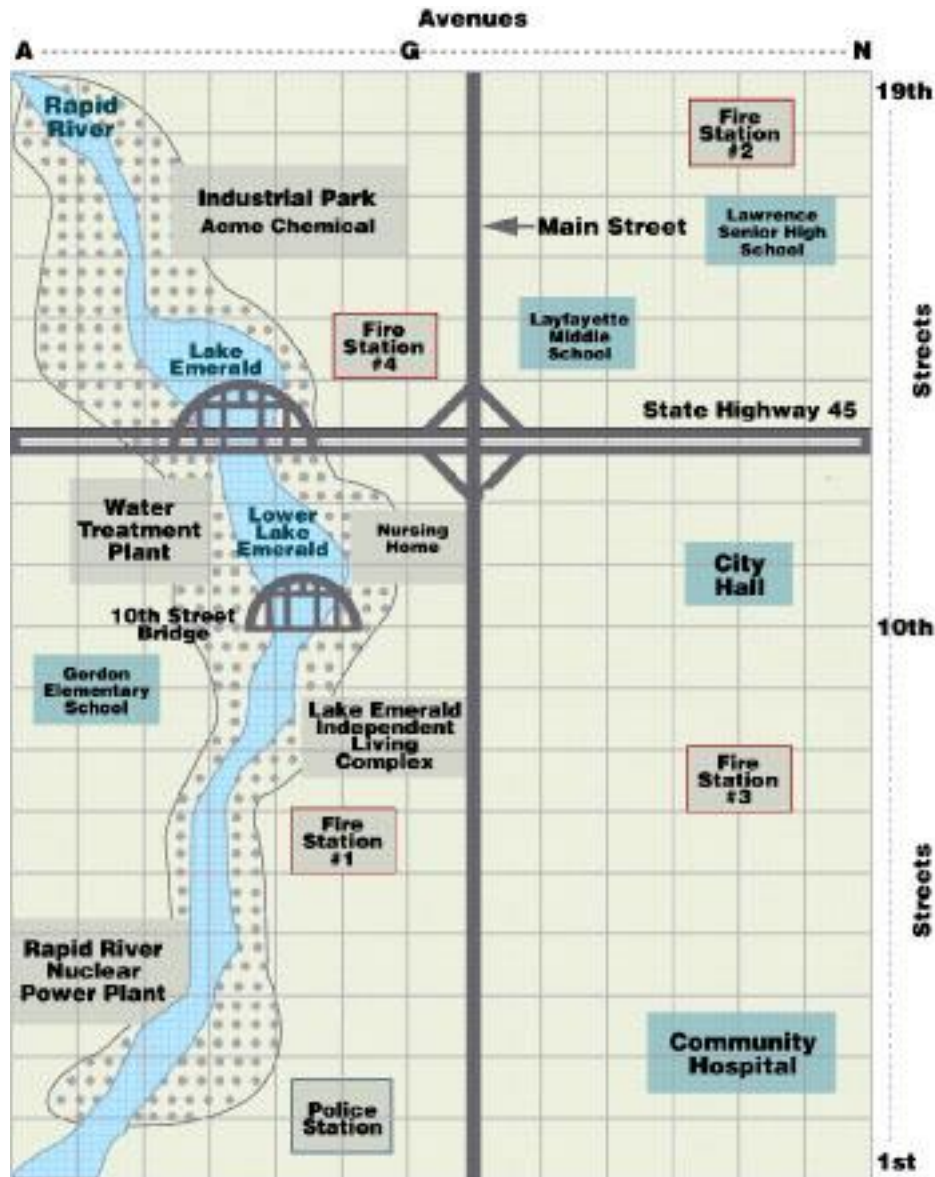 Avenues
A G N
19th
Rapid
River
Fire
Station
#2
Industrial Park
Acme Chemical
Main Street
Lawrence
Senior High
School
Fire
Station
#4
Layfayette
Middle
School
Lake
Emerald
Streets
State Highway 45
Water
Treatment
Plant
Lower
Lake
Emerald
Nursing
Home
City
Hall
10th Street
Bridge
10th
Gordon
Elementary
School
Lake Emerald
Independent
Living
Complex
Fire
Station
#3
Fire
Station
#1
Streets
Rapid River
Nuclear
Power Plant
Community
Hospital
Police
Station
1st